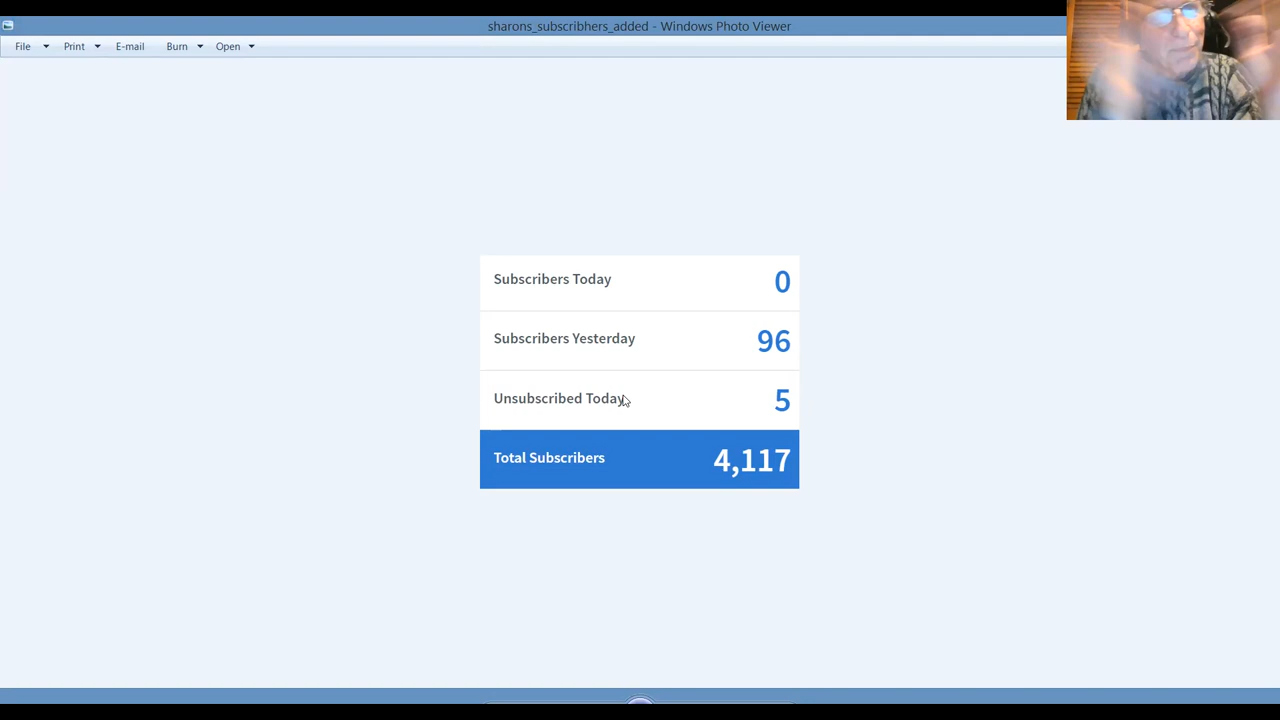 sharons_subscribhers_added - Windows Photo Viewer
File Print E-mail Burn Open
Subscribers Today 0
Subscribers Yesterday 96
Unsubscribed Today 5
Total Subscribers 4,117